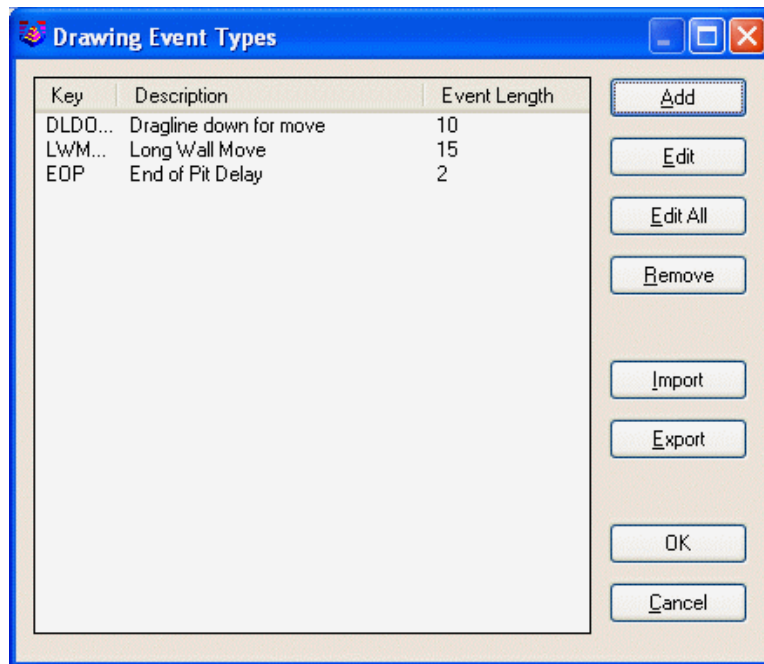 Drawing Event Types
Key Description Event Length
DLDO... Dragline down for move 10
LWM... Long Wall Move 15
EOP End of Pit Delay 2
Add
Edit
Edit All
Remove
Import
Export
OK
Cancel